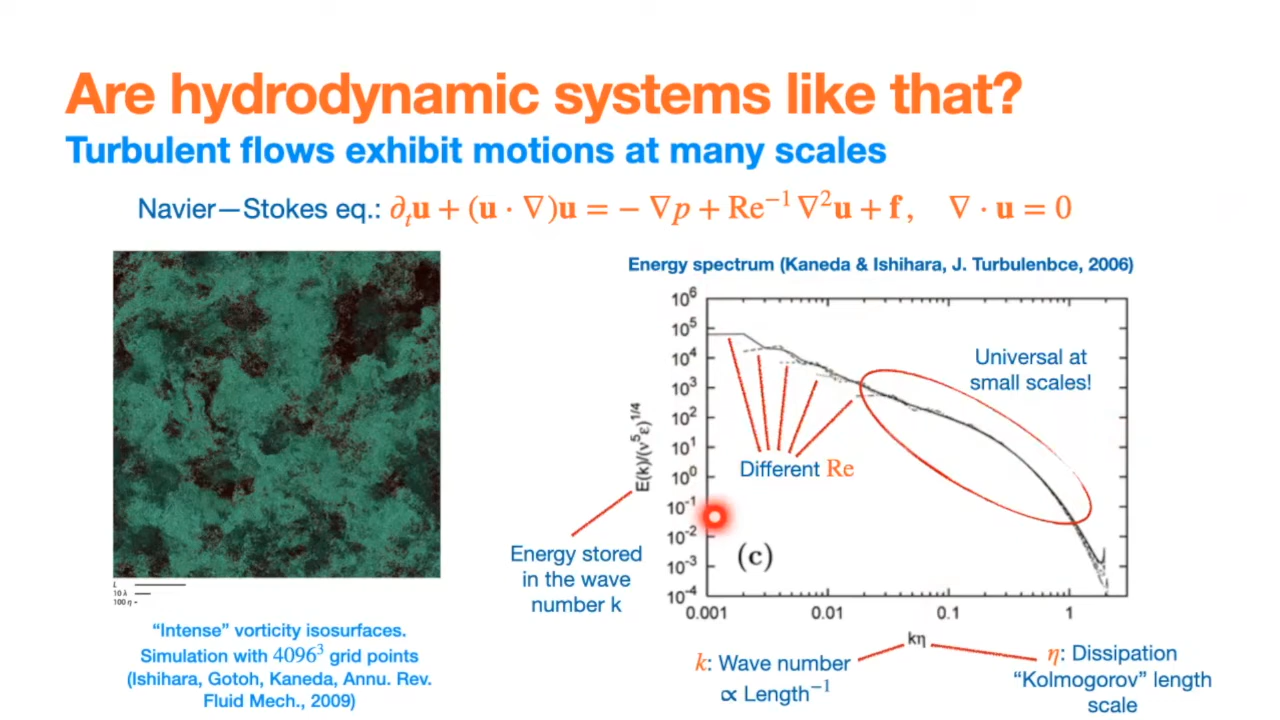 Are hydrodynamic systems like that?
Turbulent flows exhibit motions at many scales
Navier—Stokes eq.: ∂ₜu + (u · ∇)u = − ∇p + Re⁻¹ ∇²u + f,   ∇ · u = 0
L
10 λ
100 η
“Intense” vorticity isosurfaces.
Simulation with 4096³ grid points
(Ishihara, Gotoh, Kaneda, Annu. Rev.
Fluid Mech., 2009)
Energy spectrum (Kaneda & Ishihara, J. Turbulenbce, 2006)
10⁶
10⁵
10⁴
10³
10²
10¹
10⁰
10⁻¹
10⁻²
10⁻³
10⁻⁴
E(k)/(ν⁵ε)¹/⁴
Universal at
small scales!
Different Re
(c)
Energy stored
in the wave
number k
0.001 0.01 0.1 1
kη
k: Wave number
∝ Length⁻¹
η: Dissipation
“Kolmogorov” length
scale